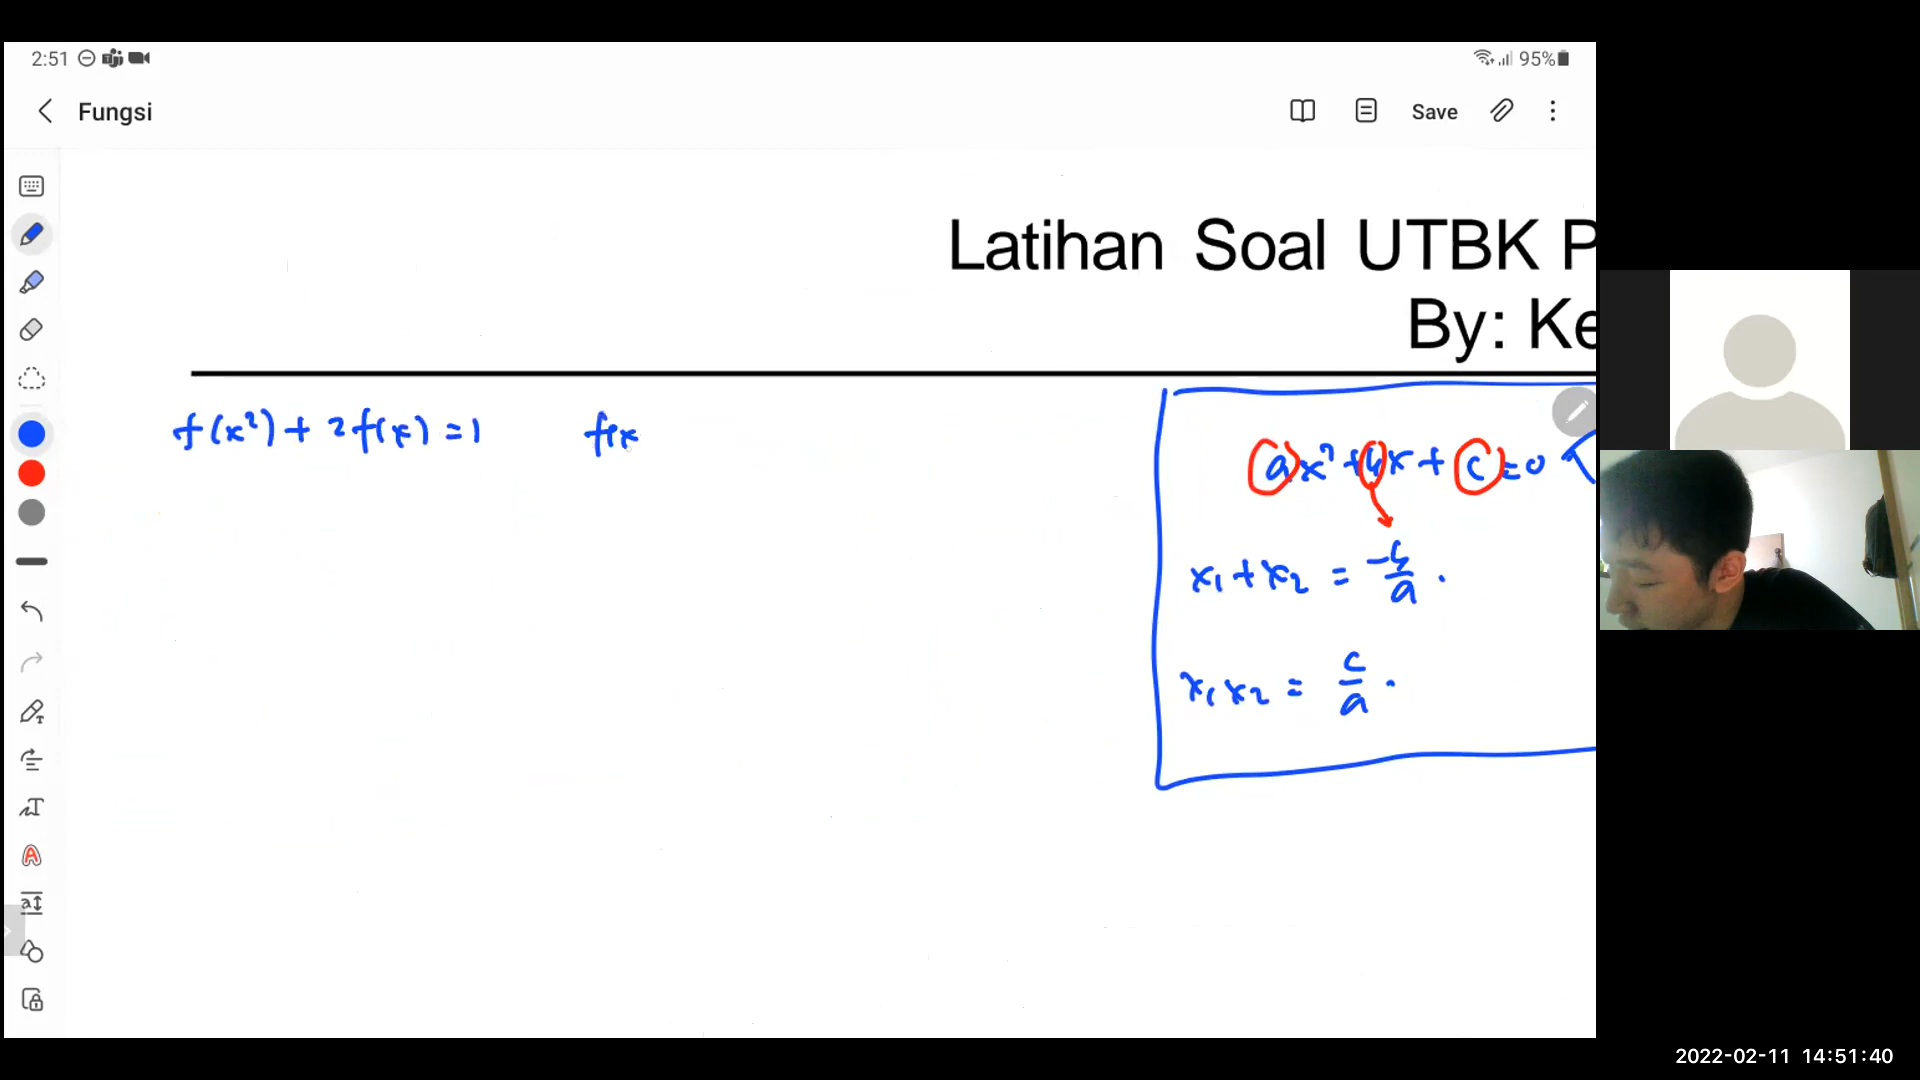 2:51 95%
Fungsi Save
Latihan Soal UTBK P
By: Ke
f(x²) + 2f(x) = 1 f(x
ax² + bx + c = 0
x₁ + x₂ = -b/a .
x₁x₂ = c/a .
2022-02-11 14:51:40